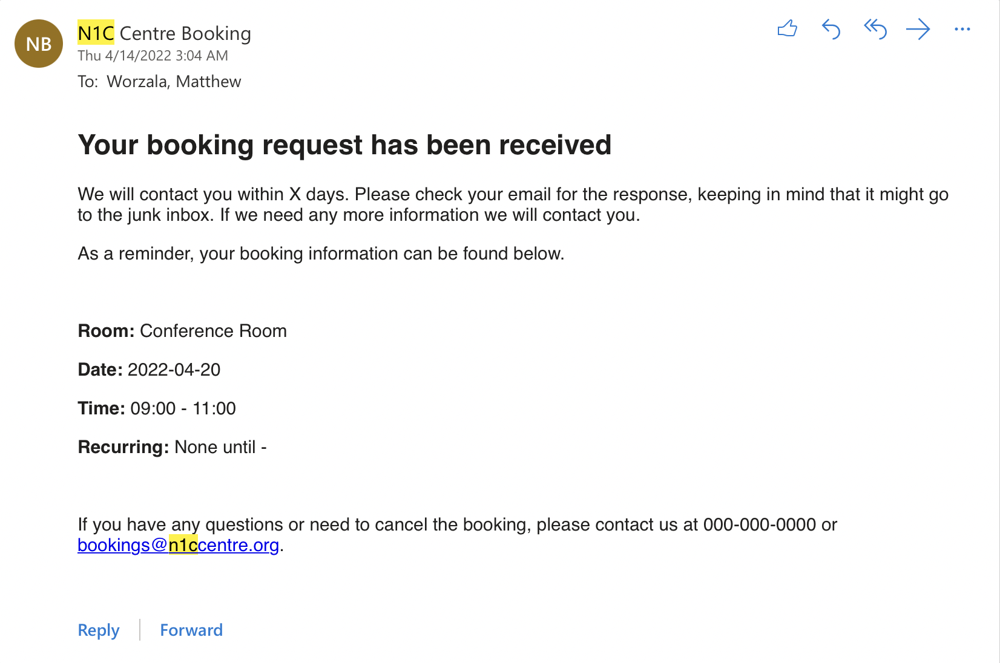 NB
N1C Centre Booking
Thu 4/14/2022 3:04 AM
To: Worzala, Matthew
Your booking request has been received
We will contact you within X days. Please check your email for the response, keeping in mind that it might go
to the junk inbox. If we need any more information we will contact you.
As a reminder, your booking information can be found below.
Room: Conference Room
Date: 2022-04-20
Time: 09:00 - 11:00
Recurring: None until -
If you have any questions or need to cancel the booking, please contact us at 000-000-0000 or
bookings@n1ccentre.org.
Reply Forward